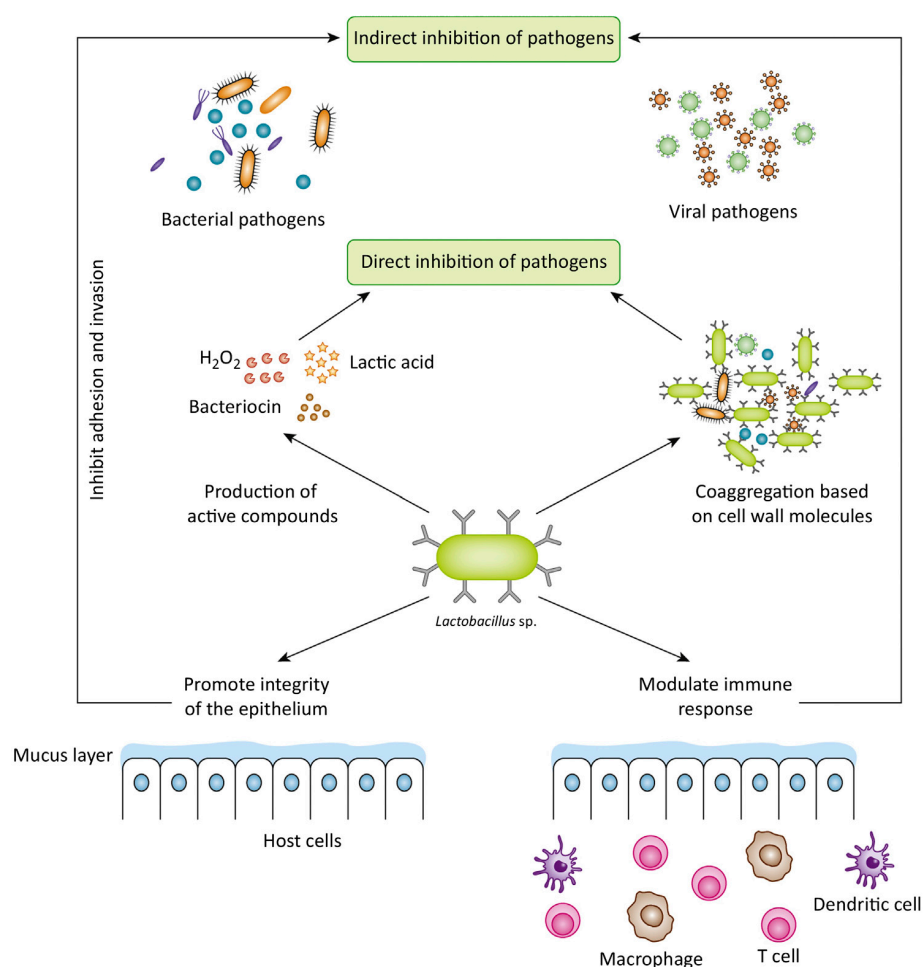 Indirect inhibition of pathogens
Bacterial pathogens
Viral pathogens
Inhibit adhesion and invasion
Direct inhibition of pathogens
H₂O₂
Lactic acid
Bacteriocin
Production of
active compounds
Coaggregation based
on cell wall molecules
Lactobacillus sp.
Promote integrity
of the epithelium
Modulate immune
response
Mucus layer
Host cells
Dendritic cell
Macrophage
T cell